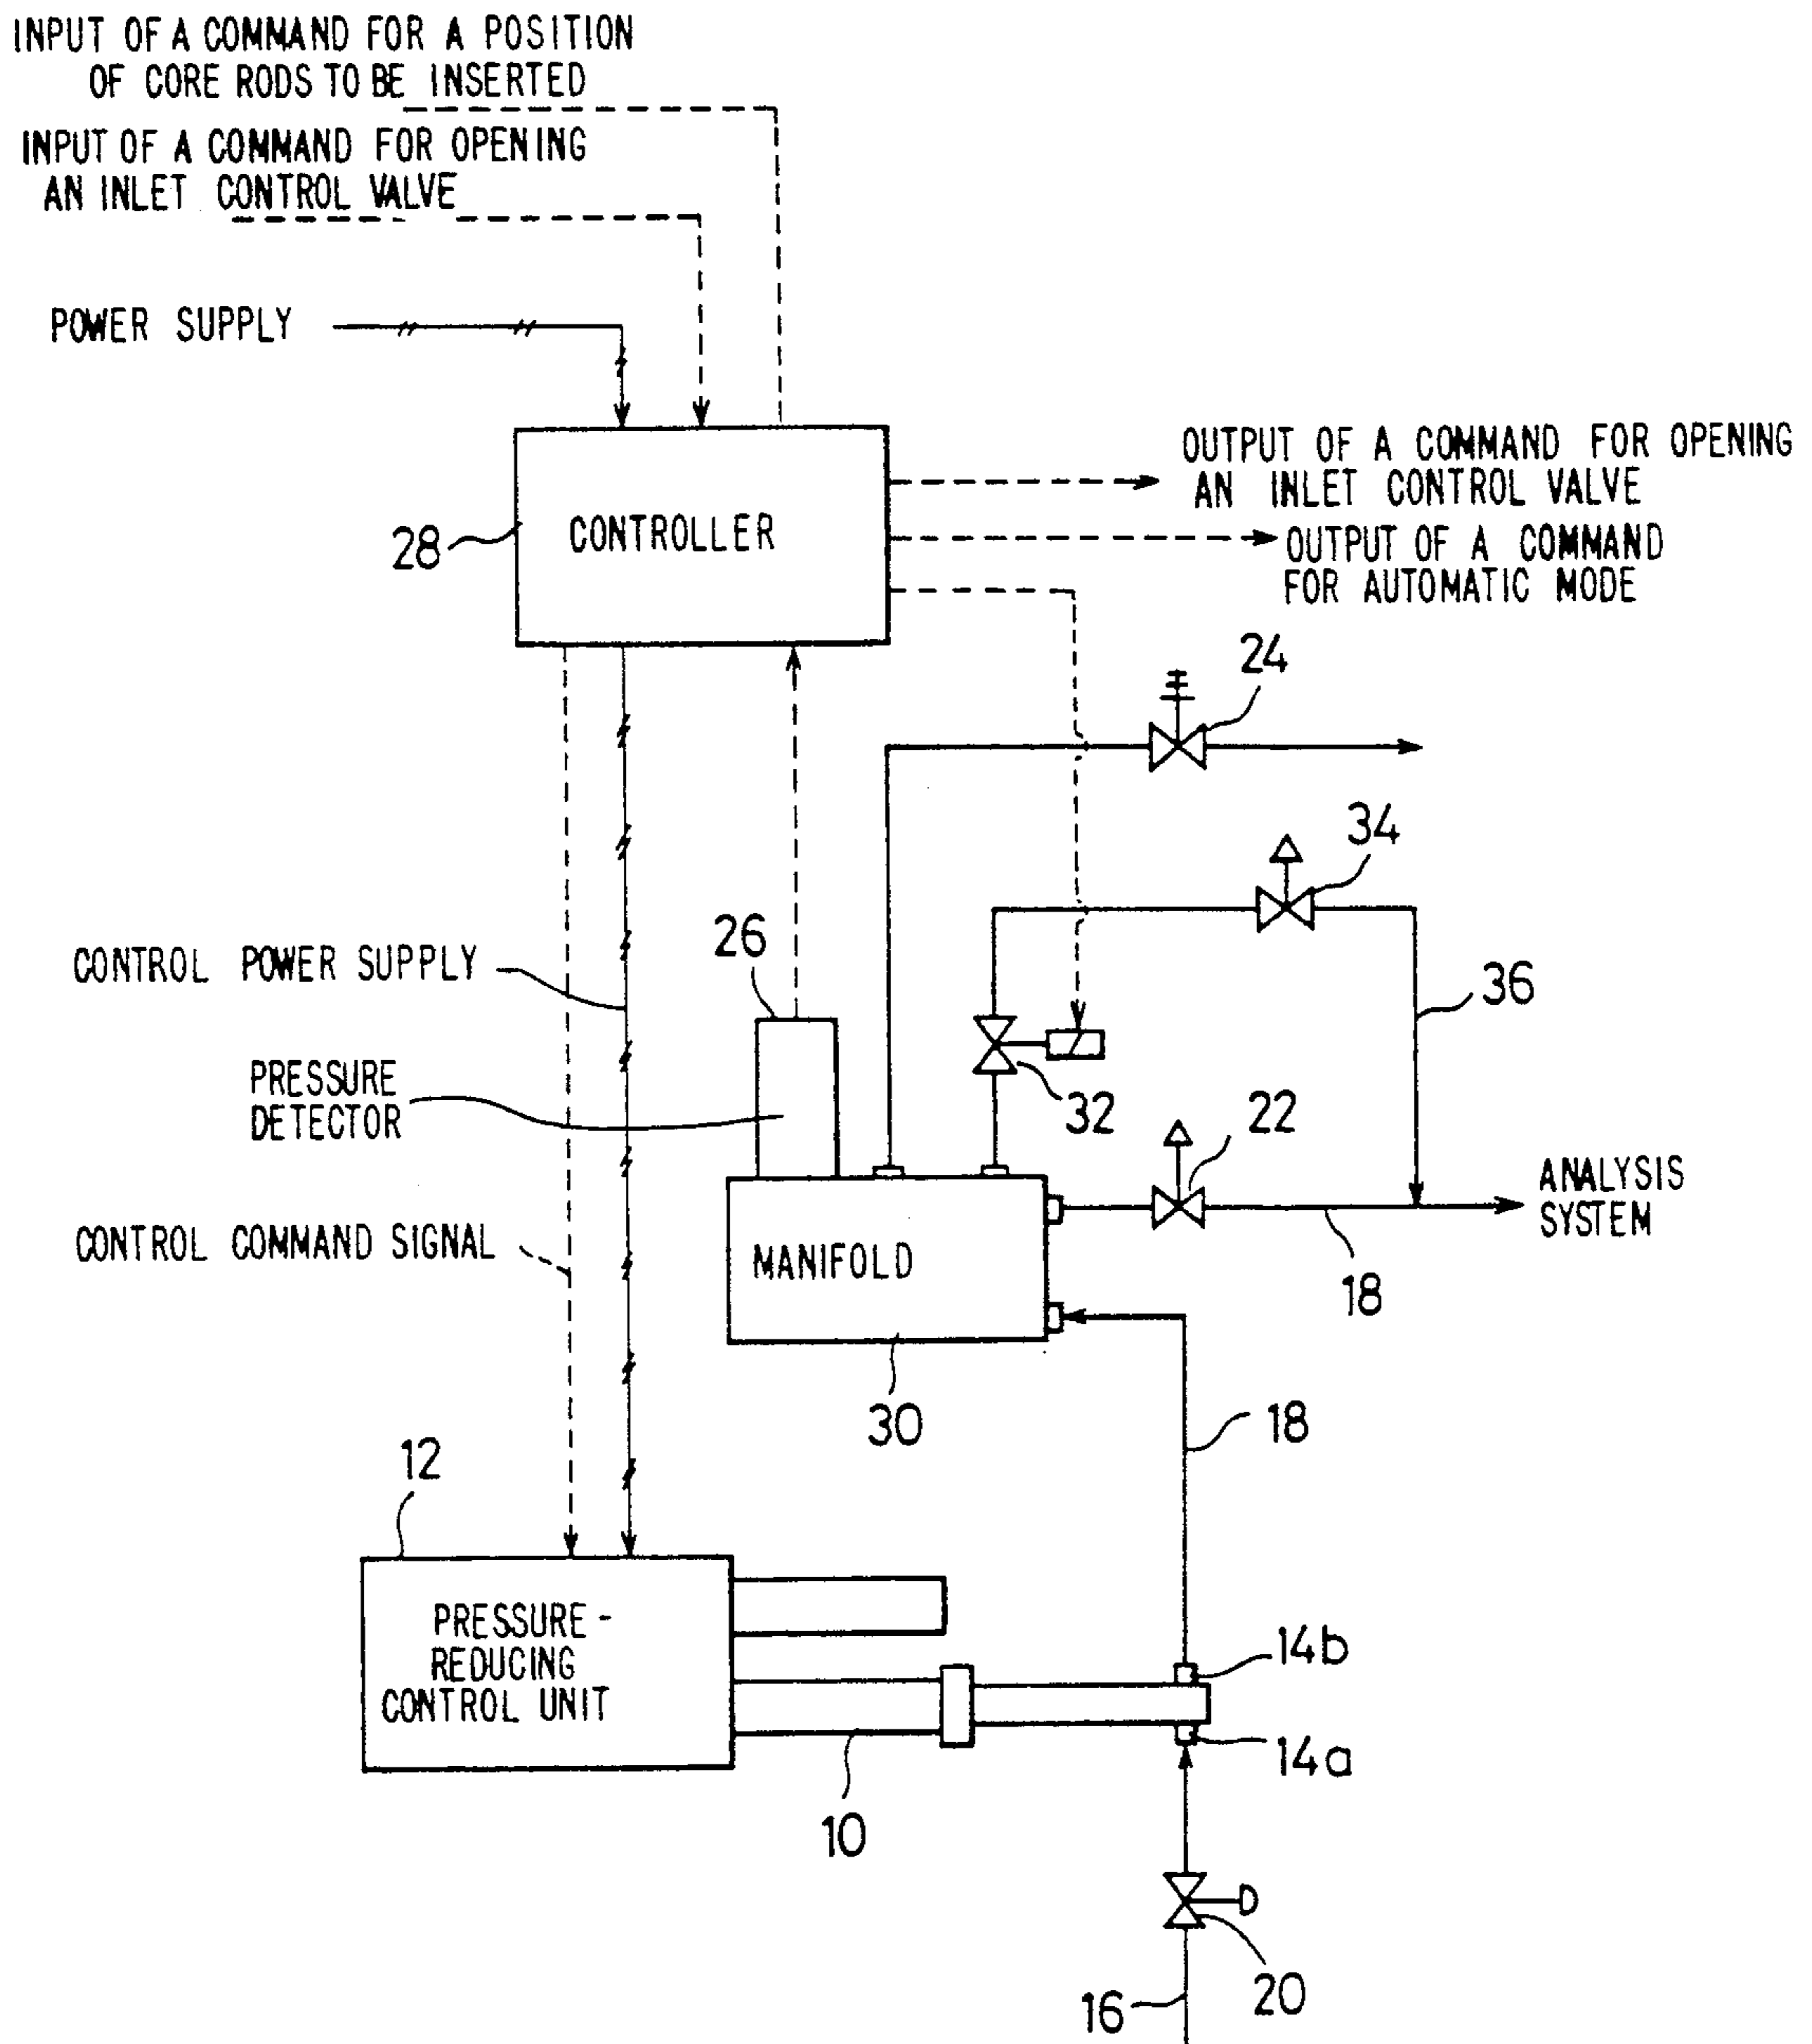 INPUT OF A COMMAND FOR A POSITION
OF CORE RODS TO BE INSERTED
INPUT OF A COMMAND FOR OPENING
AN INLET CONTROL VALVE
POWER SUPPLY
OUTPUT OF A COMMAND FOR OPENING
AN INLET CONTROL VALVE
28
CONTROLLER
OUTPUT OF A COMMAND
FOR AUTOMATIC MODE
24
34
26
CONTROL POWER SUPPLY
36
PRESSURE
DETECTOR
32
22
ANALYSIS
SYSTEM
CONTROL COMMAND SIGNAL
MANIFOLD
18
30
18
12
PRESSURE-
REDUCING
CONTROL UNIT
14b
14a
10
20
16